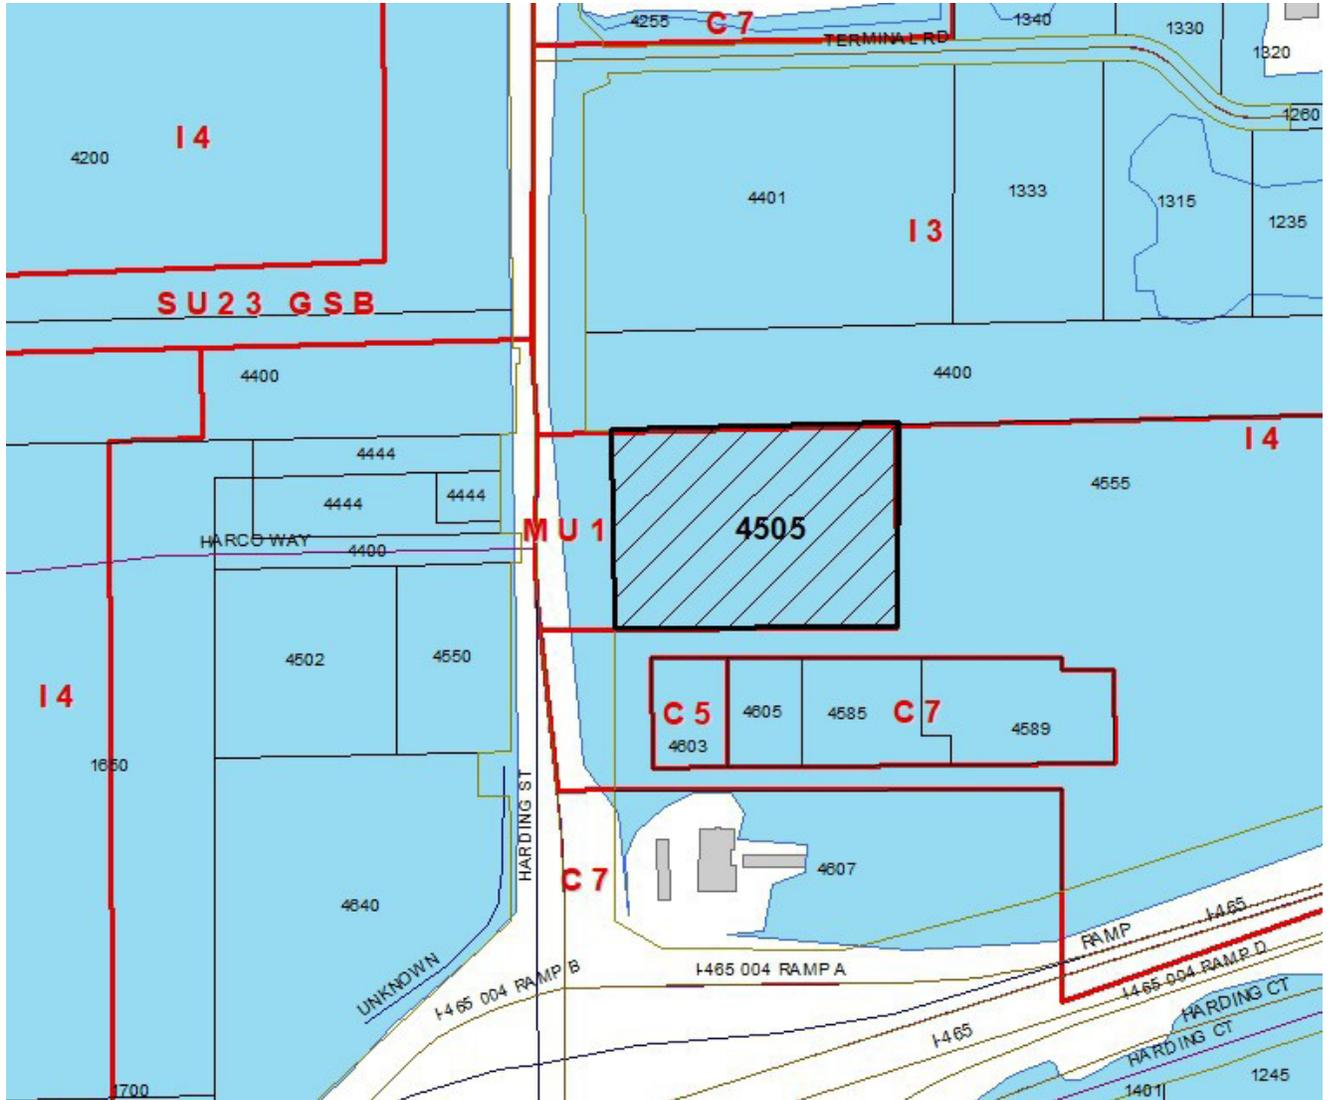 4255
C 7
1340
1330
TERMINAL RD
1320
1260
I 4
4200
4401
1333
1315
1235
I 3
SU23 GSB
4400
4400
I 4
4444
4555
4444
4444
MU1
4505
HARCO WAY
4400
4502
4550
I 4
C 5
4605
4585
C 7
4589
4603
1650
HARDING ST
4607
C 7
4640
I-465
RAMP
UNKNOWN
I-465 004 RAMP B
I-465 004 RAMP A
I-465 004 RAMP D
HARDING CT
I-465
HARDING CT
1245
1700
1401